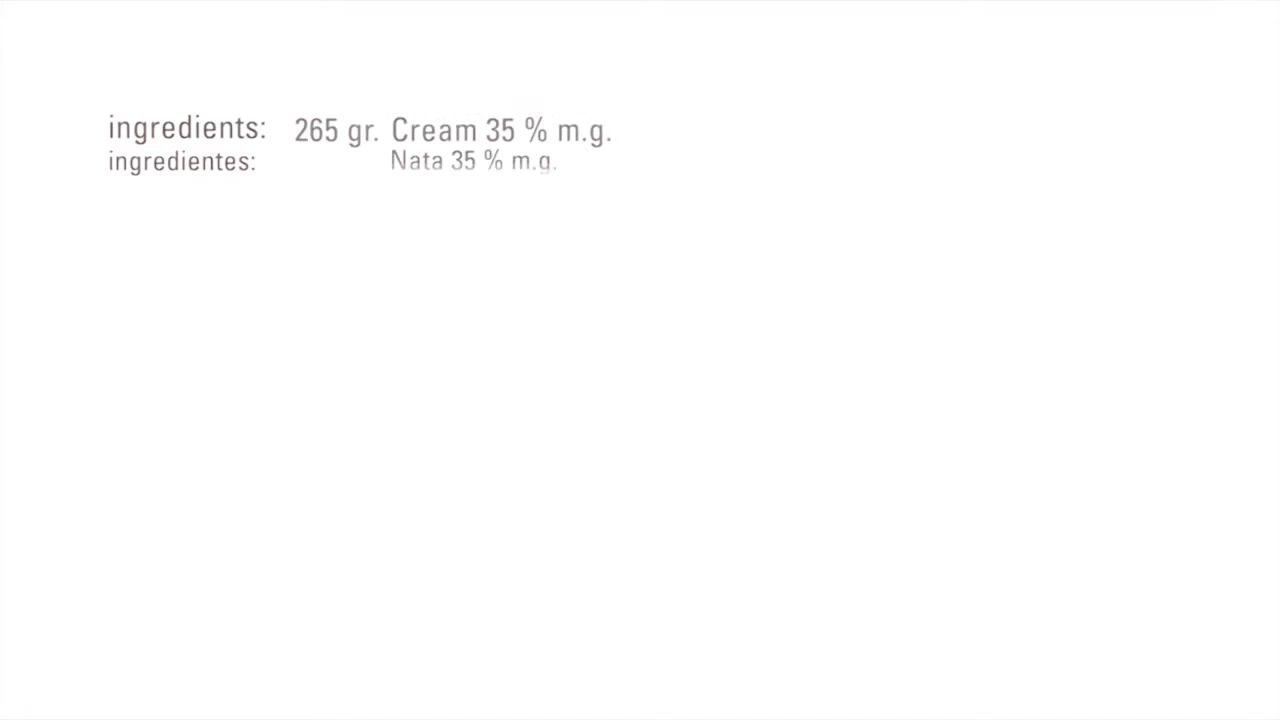 ingredients: 265 gr. Cream 35 % m.g.
ingredientes: Nata 35 % m.g.